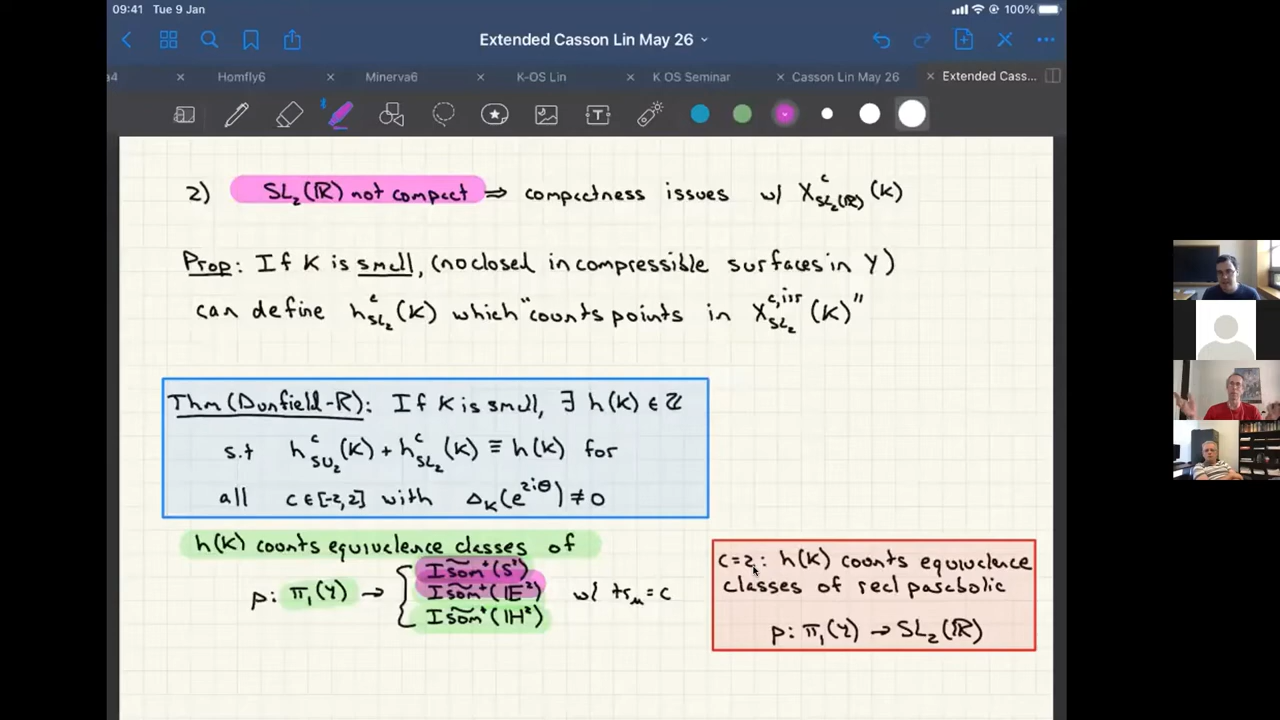 09:41 Tue 9 Jan
100%
Extended Casson Lin May 26
a4
Homfly6
Minerva6
K-OS Lin
K OS Seminar
Casson Lin May 26
Extended Cass...
2) SL₂(ℝ) not compact ⇒ compactness issues w/ X^c_{SL₂(ℝ)}(K)
Prop: If K is small, (no closed incompressible surfaces in Y)
can define h^c_{SL₂}(K) which "counts points in X^{c,irr}_{SL₂}(K)"
Thm (Dunfield-R): If K is small, ∃ h(K) ∈ ℤ
s.t h^c_{SU₂}(K) + h^c_{SL₂}(K) ≡ h(K) for
all c∈[-2,2] with Δ_K(e^{2iθ}) ≠ 0
h(K) counts equivalence classes of
ρ: π₁(Y) → { Isom̃⁺(S²)
Isom̃⁺(𝔼²) w/ tr_μ = c
Isom̃⁺(ℍ²)
c=2: h(K) counts equivalence
classes of real parabolic
ρ: π₁(Y) → SL₂(ℝ)